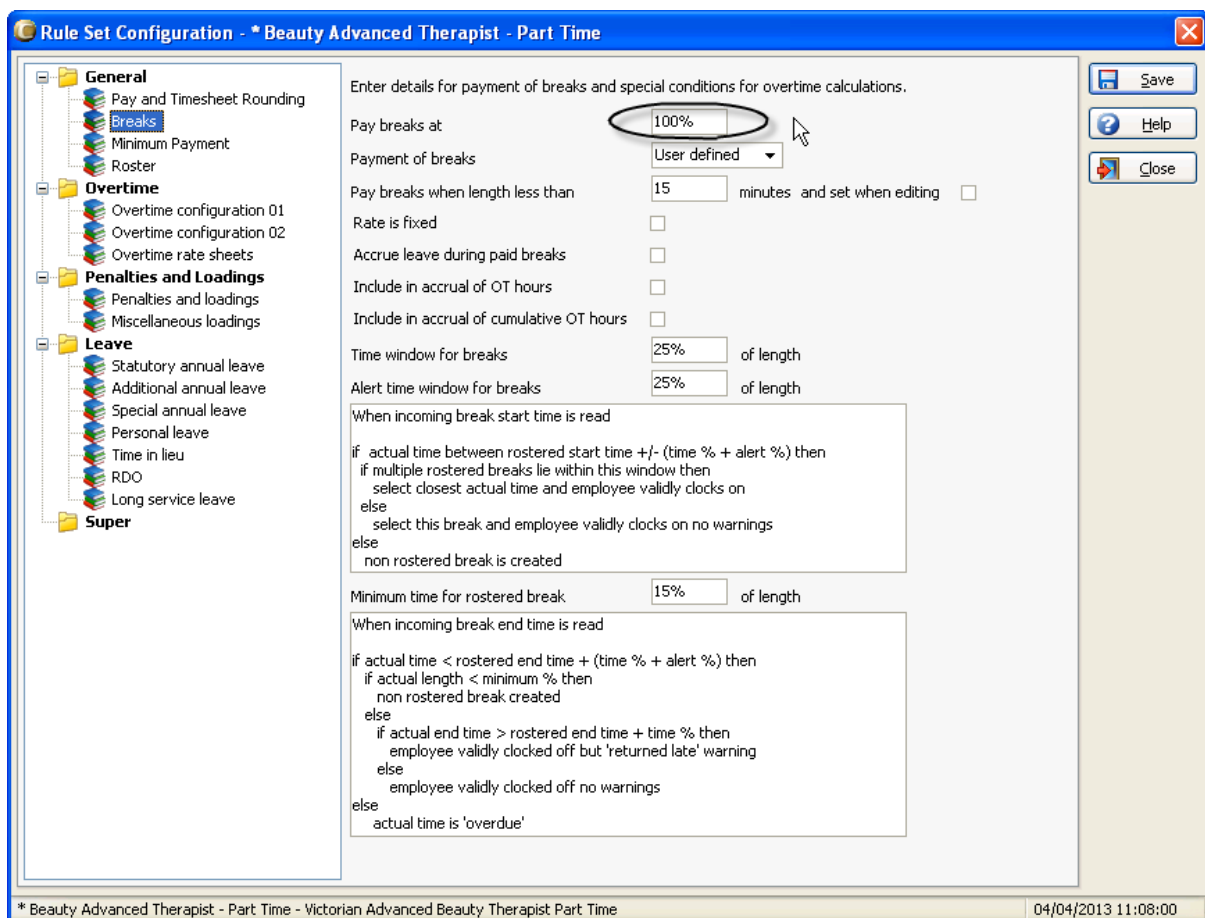 Rule Set Configuration - * Beauty Advanced Therapist - Part Time
General
Pay and Timesheet Rounding
Breaks
Minimum Payment
Roster
Overtime
Overtime configuration 01
Overtime configuration 02
Overtime rate sheets
Penalties and Loadings
Penalties and loadings
Miscellaneous loadings
Leave
Statutory annual leave
Additional annual leave
Special annual leave
Personal leave
Time in lieu
RDO
Long service leave
Super
Enter details for payment of breaks and special conditions for overtime calculations.
Pay breaks at 100%
Payment of breaks User defined
Pay breaks when length less than 15 minutes and set when editing
Rate is fixed
Accrue leave during paid breaks
Include in accrual of OT hours
Include in accrual of cumulative OT hours
Time window for breaks 25% of length
Alert time window for breaks 25% of length
When incoming break start time is read
if actual time between rostered start time +/- (time % + alert %) then
if multiple rostered breaks lie within this window then
select closest actual time and employee validly clocks on
else
select this break and employee validly clocks on no warnings
else
non rostered break is created
Minimum time for rostered break 15% of length
When incoming break end time is read
if actual time < rostered end time + (time % + alert %) then
if actual length < minimum % then
non rostered break created
else
if actual end time > rostered end time + time % then
employee validly clocked off but 'returned late' warning
else
employee validly clocked off no warnings
else
actual time is 'overdue'
Save
Help
Close
* Beauty Advanced Therapist - Part Time - Victorian Advanced Beauty Therapist Part Time
04/04/2013 11:08:00